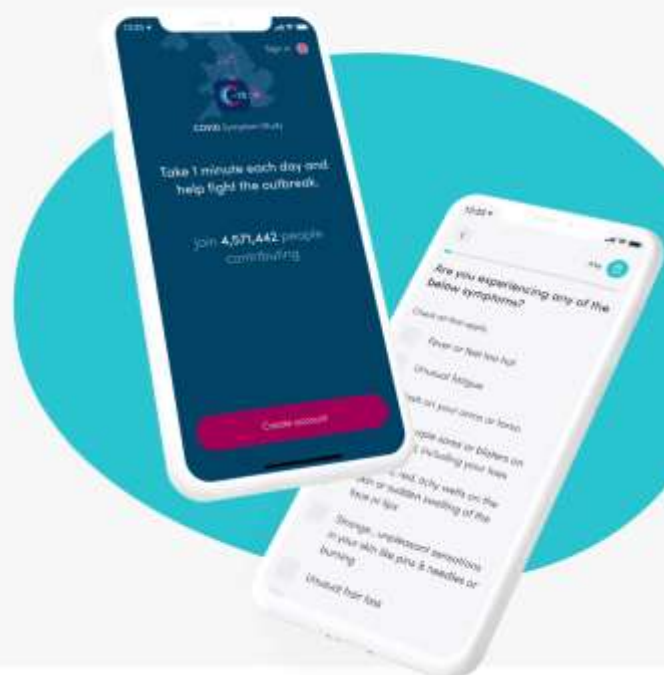 Sign in
COVID Symptom Study
Take 1 minute each day and
help fight the outbreak.
Join 4,571,442 people
contributing
Create account
Are you experiencing any of the
below symptoms?
Check all that apply
Fever or feel too hot
Unusual fatigue
on your arms or torso
sores or blisters on
including your toes
red, itchy welts on the
or sudden swelling of the
face or lips
Strange, unpleasant sensations
in your skin like pins & needles or
burning
Unusual hair loss